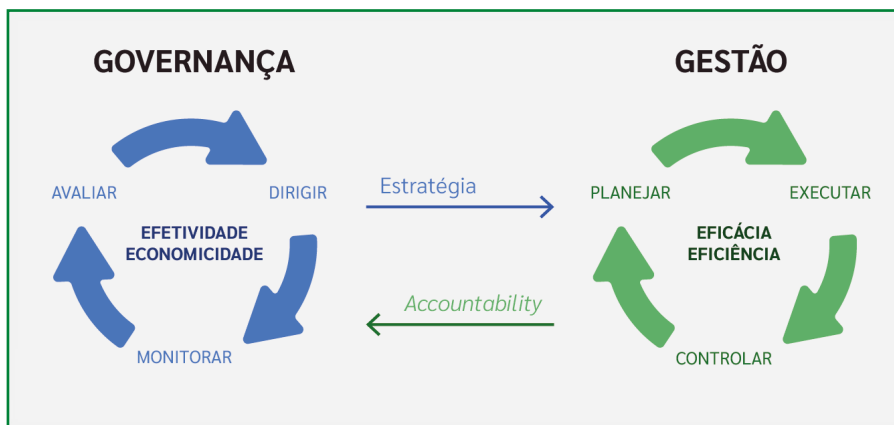 GOVERNANÇA
GESTÃO
AVALIAR
DIRIGIR
EFETIVIDADE
ECONOMICIDADE
MONITORAR
Estratégia
Accountability
PLANEJAR
EXECUTAR
EFICÁCIA
EFICIÊNCIA
CONTROLAR